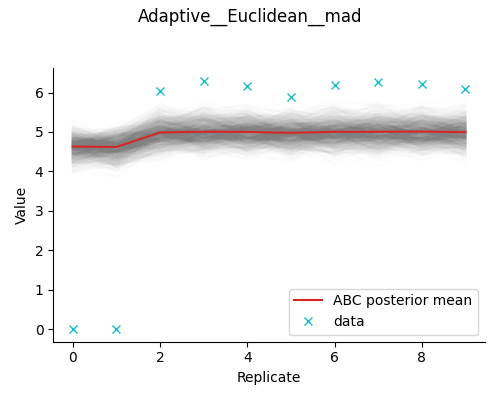 Adaptive__Euclidean__mad
Value
6
5
4
3
2
1
0
ABC posterior mean
data
0 2 4 6 8
Replicate